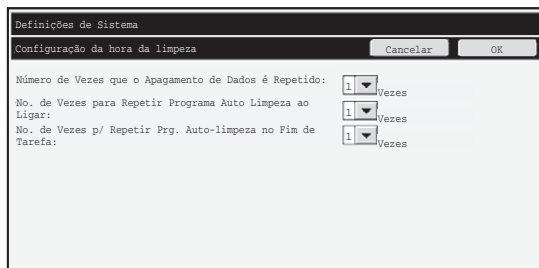 Definições de Sistema
Configuração da hora da limpeza Cancelar OK
Número de Vezes que o Apagamento de Dados é Repetido: 1 Vezes
No. de Vezes para Repetir Programa Auto Limpeza ao
Ligar: 1 Vezes
No. de Vezes p/ Repetir Prg. Auto-limpeza no Fim de
Tarefa: 1 Vezes